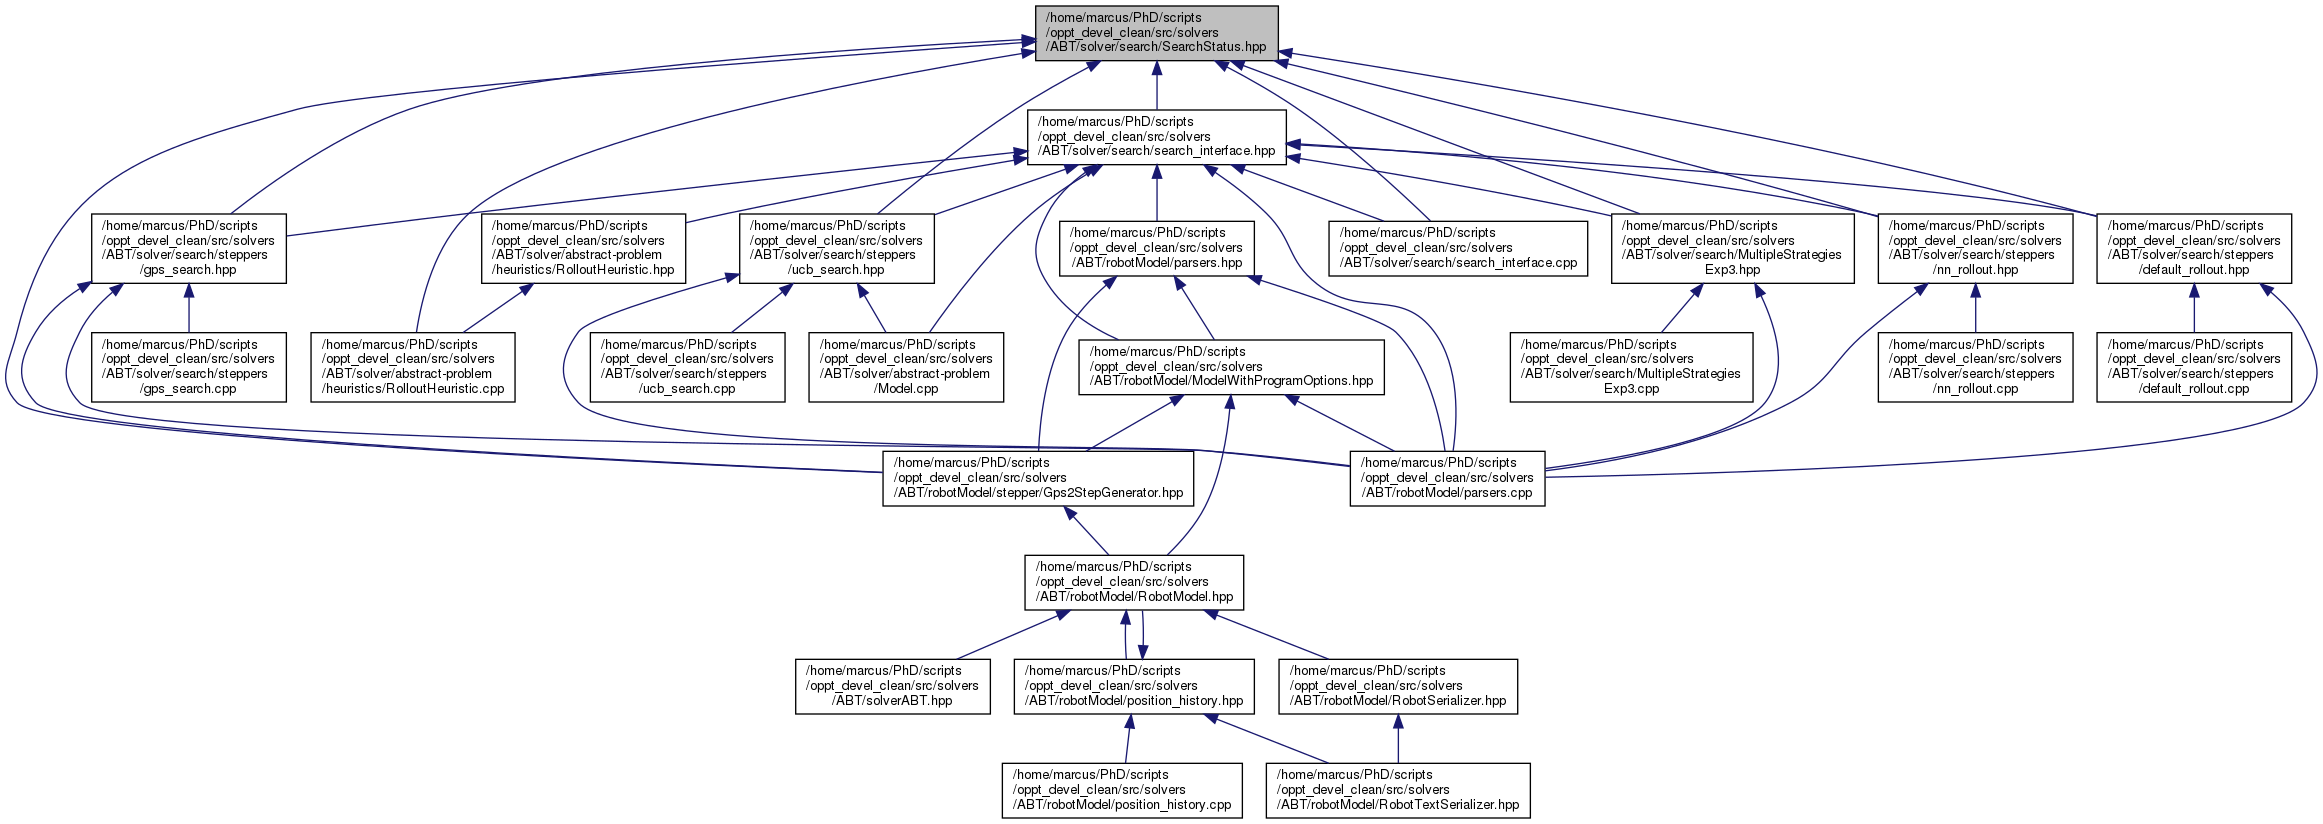 /home/marcus/PhD/scripts
/oppt_devel_clean/src/solvers
/ABT/solver/search/SearchStatus.hpp
/home/marcus/PhD/scripts
/oppt_devel_clean/src/solvers
/ABT/solver/search/search_interface.hpp
/home/marcus/PhD/scripts
/oppt_devel_clean/src/solvers
/ABT/solver/search/steppers
/gps_search.hpp
/home/marcus/PhD/scripts
/oppt_devel_clean/src/solvers
/ABT/solver/abstract-problem
/heuristics/RolloutHeuristic.hpp
/home/marcus/PhD/scripts
/oppt_devel_clean/src/solvers
/ABT/solver/search/steppers
/ucb_search.hpp
/home/marcus/PhD/scripts
/oppt_devel_clean/src/solvers
/ABT/robotModel/parsers.hpp
/home/marcus/PhD/scripts
/oppt_devel_clean/src/solvers
/ABT/solver/search/search_interface.cpp
/home/marcus/PhD/scripts
/oppt_devel_clean/src/solvers
/ABT/solver/search/MultipleStrategies
Exp3.hpp
/home/marcus/PhD/scripts
/oppt_devel_clean/src/solvers
/ABT/solver/search/steppers
/nn_rollout.hpp
/home/marcus/PhD/scripts
/oppt_devel_clean/src/solvers
/ABT/solver/search/steppers
/default_rollout.hpp
/home/marcus/PhD/scripts
/oppt_devel_clean/src/solvers
/ABT/solver/search/steppers
/gps_search.cpp
/home/marcus/PhD/scripts
/oppt_devel_clean/src/solvers
/ABT/solver/abstract-problem
/heuristics/RolloutHeuristic.cpp
/home/marcus/PhD/scripts
/oppt_devel_clean/src/solvers
/ABT/solver/search/steppers
/ucb_search.cpp
/home/marcus/PhD/scripts
/oppt_devel_clean/src/solvers
/ABT/solver/abstract-problem
/Model.cpp
/home/marcus/PhD/scripts
/oppt_devel_clean/src/solvers
/ABT/robotModel/ModelWithProgramOptions.hpp
/home/marcus/PhD/scripts
/oppt_devel_clean/src/solvers
/ABT/solver/search/MultipleStrategies
Exp3.cpp
/home/marcus/PhD/scripts
/oppt_devel_clean/src/solvers
/ABT/solver/search/steppers
/nn_rollout.cpp
/home/marcus/PhD/scripts
/oppt_devel_clean/src/solvers
/ABT/solver/search/steppers
/default_rollout.cpp
/home/marcus/PhD/scripts
/oppt_devel_clean/src/solvers
/ABT/robotModel/stepper/Gps2StepGenerator.hpp
/home/marcus/PhD/scripts
/oppt_devel_clean/src/solvers
/ABT/robotModel/parsers.cpp
/home/marcus/PhD/scripts
/oppt_devel_clean/src/solvers
/ABT/robotModel/RobotModel.hpp
/home/marcus/PhD/scripts
/oppt_devel_clean/src/solvers
/ABT/solverABT.hpp
/home/marcus/PhD/scripts
/oppt_devel_clean/src/solvers
/ABT/robotModel/position_history.hpp
/home/marcus/PhD/scripts
/oppt_devel_clean/src/solvers
/ABT/robotModel/RobotSerializer.hpp
/home/marcus/PhD/scripts
/oppt_devel_clean/src/solvers
/ABT/robotModel/position_history.cpp
/home/marcus/PhD/scripts
/oppt_devel_clean/src/solvers
/ABT/robotModel/RobotTextSerializer.hpp